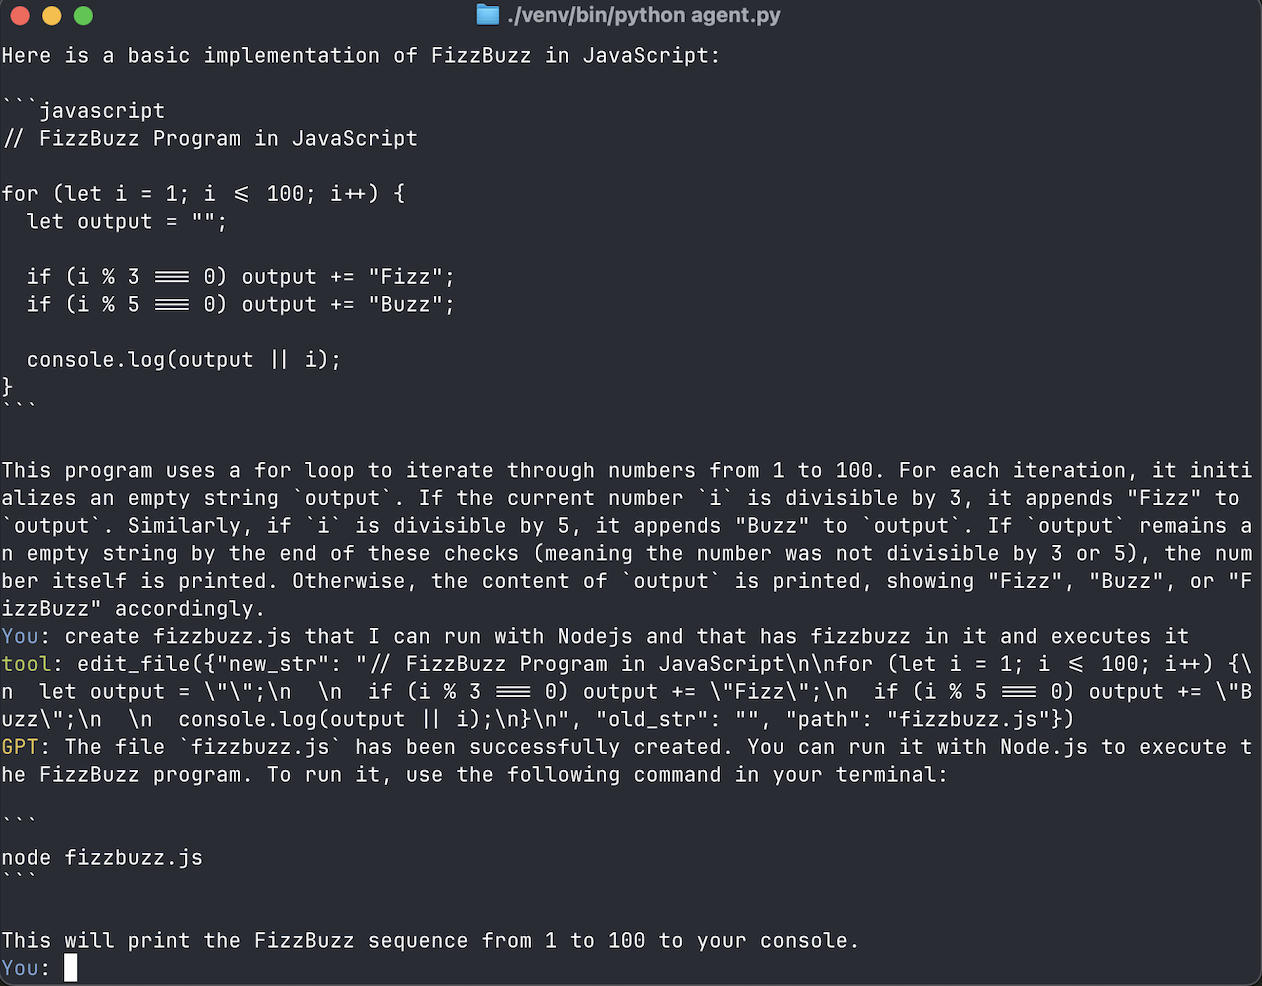 ./venv/bin/python agent.py
Here is a basic implementation of FizzBuzz in JavaScript:
```javascript
// FizzBuzz Program in JavaScript
for (let i = 1; i <= 100; i++) {
  let output = "";
  if (i % 3 === 0) output += "Fizz";
  if (i % 5 === 0) output += "Buzz";
  console.log(output || i);
}
```
This program uses a for loop to iterate through numbers from 1 to 100. For each iteration, it initi
alizes an empty string `output`. If the current number `i` is divisible by 3, it appends "Fizz" to
`output`. Similarly, if `i` is divisible by 5, it appends "Buzz" to `output`. If `output` remains a
n empty string by the end of these checks (meaning the number was not divisible by 3 or 5), the num
ber itself is printed. Otherwise, the content of `output` is printed, showing "Fizz", "Buzz", or "F
izzBuzz" accordingly.
You: create fizzbuzz.js that I can run with Nodejs and that has fizzbuzz in it and executes it
tool: edit_file({"new_str": "// FizzBuzz Program in JavaScript\n\nfor (let i = 1; i <= 100; i++) {\
n  let output = \"\";\n  \n  if (i % 3 === 0) output += \"Fizz\";\n  if (i % 5 === 0) output += \"B
uzz\";\n  \n  console.log(output || i);\n}\n", "old_str": "", "path": "fizzbuzz.js"})
GPT: The file `fizzbuzz.js` has been successfully created. You can run it with Node.js to execute t
he FizzBuzz program. To run it, use the following command in your terminal:
```
node fizzbuzz.js
```
This will print the FizzBuzz sequence from 1 to 100 to your console.
You: